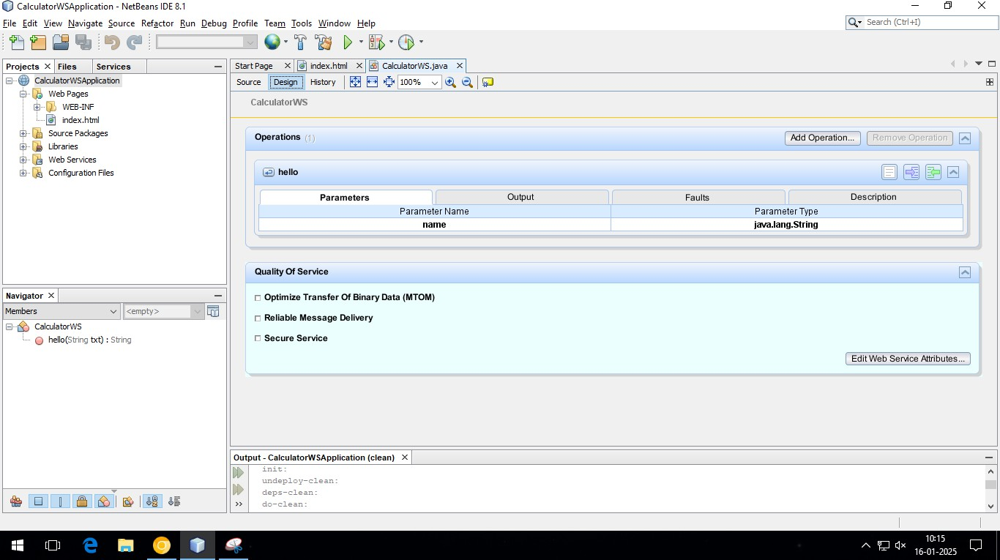 CalculatorWSApplication - NetBeans IDE 8.1
File Edit View Navigate Source Refactor Run Debug Profile Team Tools Window Help
Search (Ctrl+I)
Projects Files Services
CalculatorWSApplication
Web Pages
WEB-INF
index.html
Source Packages
Libraries
Web Services
Configuration Files
Navigator
Members <empty>
CalculatorWS
hello(String txt) : String
Start Page index.html CalculatorWS.java
Source Design History 100%
CalculatorWS
Operations (1) Add Operation... Remove Operation
hello
Parameters Output Faults Description
Parameter Name Parameter Type
name java.lang.String
Quality Of Service
Optimize Transfer Of Binary Data (MTOM)
Reliable Message Delivery
Secure Service
Edit Web Service Attributes...
Output - CalculatorWSApplication (clean)
init:
undeploy-clean:
deps-clean:
do-clean:
10:15
16-01-2025